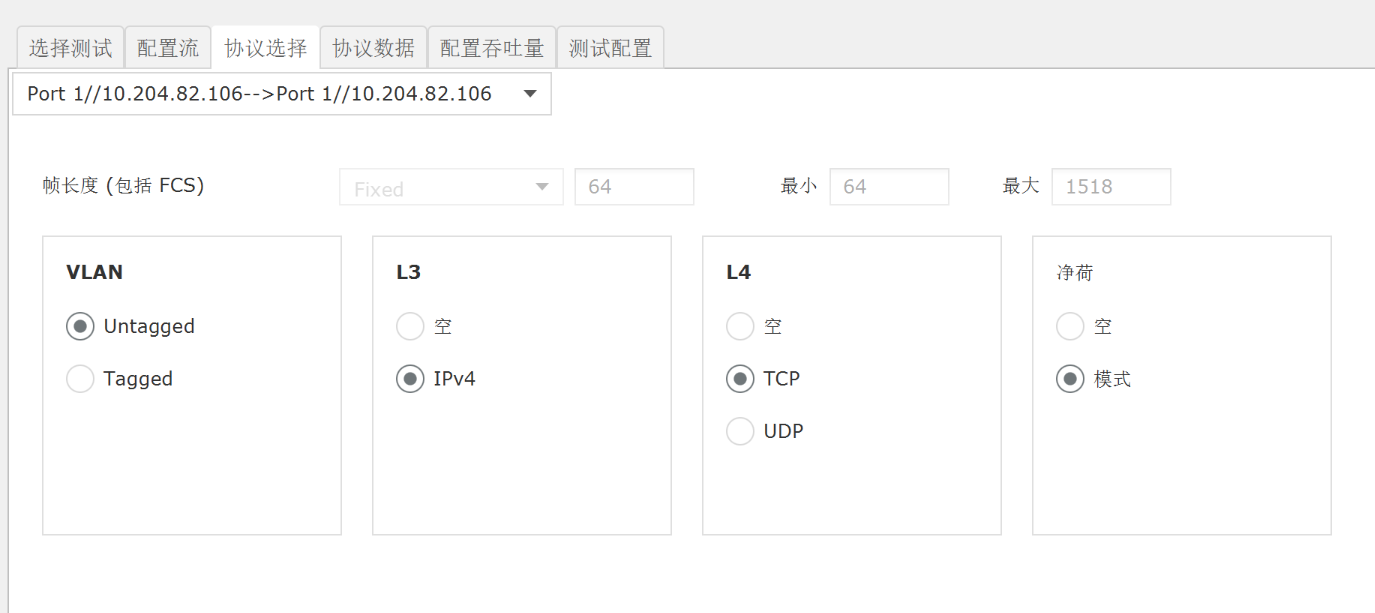 选择测试 配置流 协议选择 协议数据 配置吞吐量 测试配置
Port 1//10.204.82.106-->Port 1//10.204.82.106
帧长度 (包括 FCS) Fixed 64 最小 64 最大 1518
VLAN L3 L4 净荷
Untagged 空 空 空
Tagged IPv4 TCP 模式
UDP